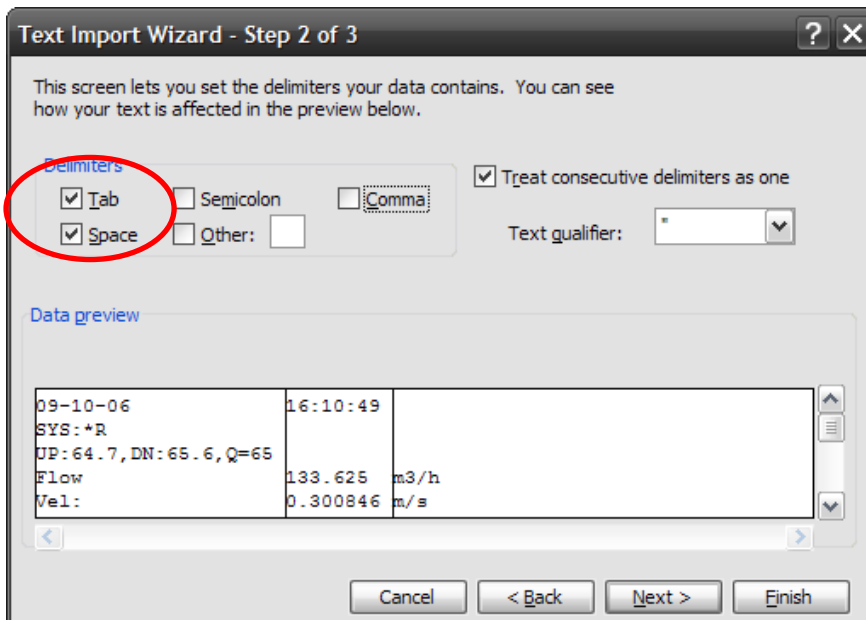 Text Import Wizard - Step 2 of 3
This screen lets you set the delimiters your data contains. You can see
how your text is affected in the preview below.
Delimiters
Tab Semicolon Comma
Space Other:
Treat consecutive delimiters as one
Text qualifier: "
Data preview
09-10-06 16:10:49
SYS:*R
UP:64.7,DN:65.6,Q=65
Flow 133.625 m3/h
Vel: 0.300846 m/s
Cancel < Back Next > Finish